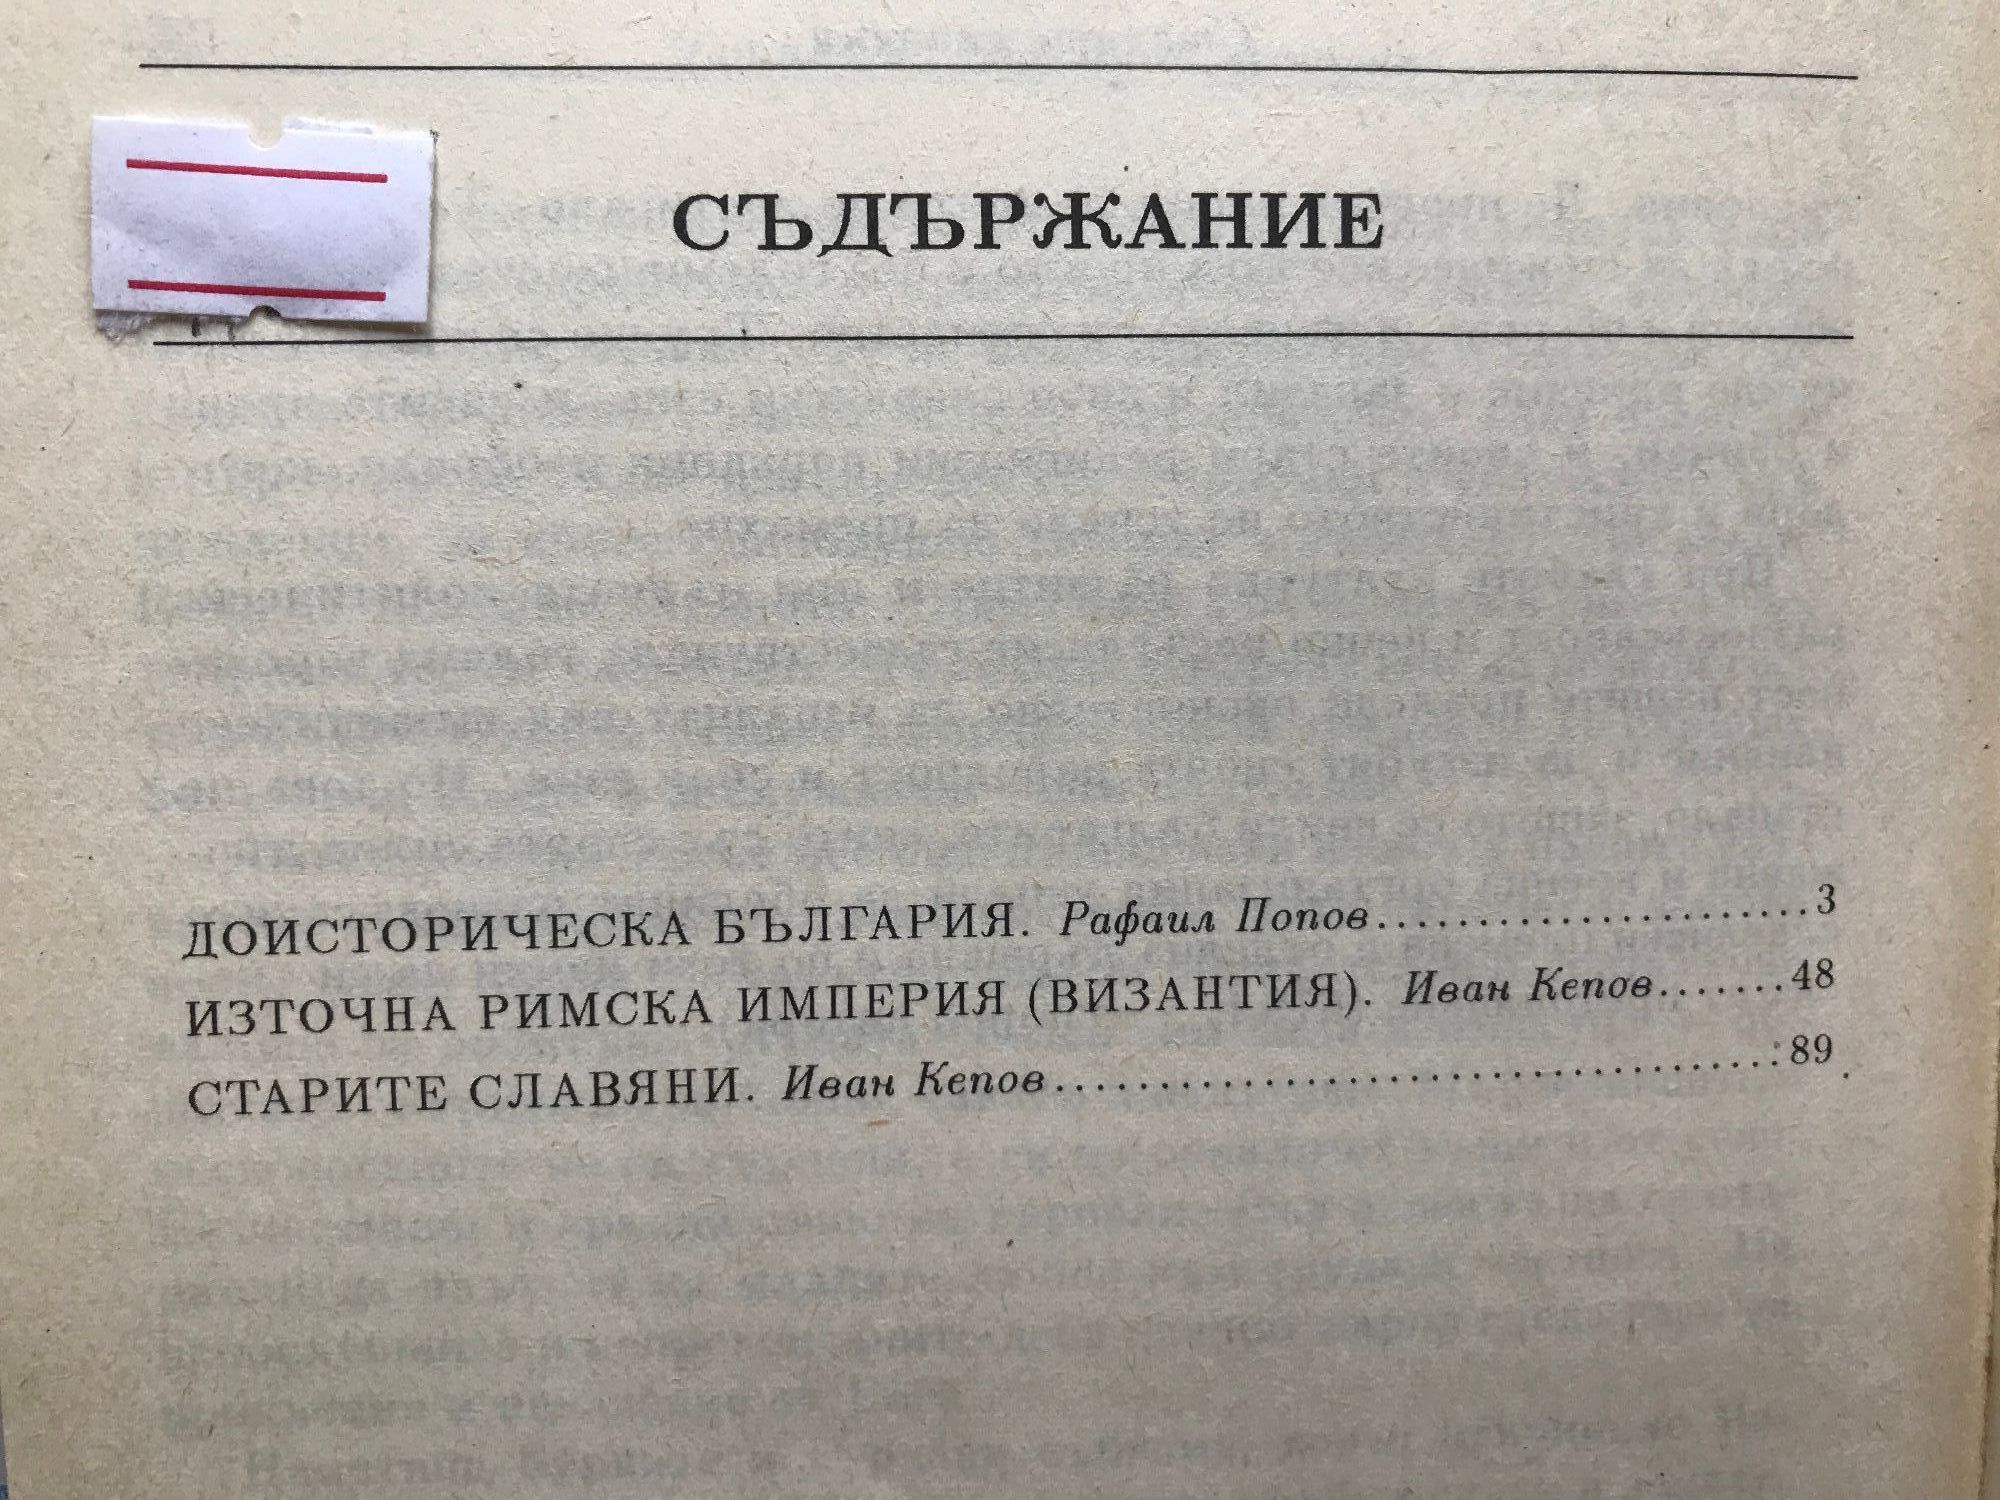 СЪДЪРЖАНИЕ
ДОИСТОРИЧЕСКА БЪЛГАРИЯ. Рафаил Попов.....................3
ИЗТОЧНА РИМСКА ИМПЕРИЯ (ВИЗАНТИЯ). Иван Кепов.......48
СТАРИТЕ СЛАВЯНИ. Иван Кепов....................................89